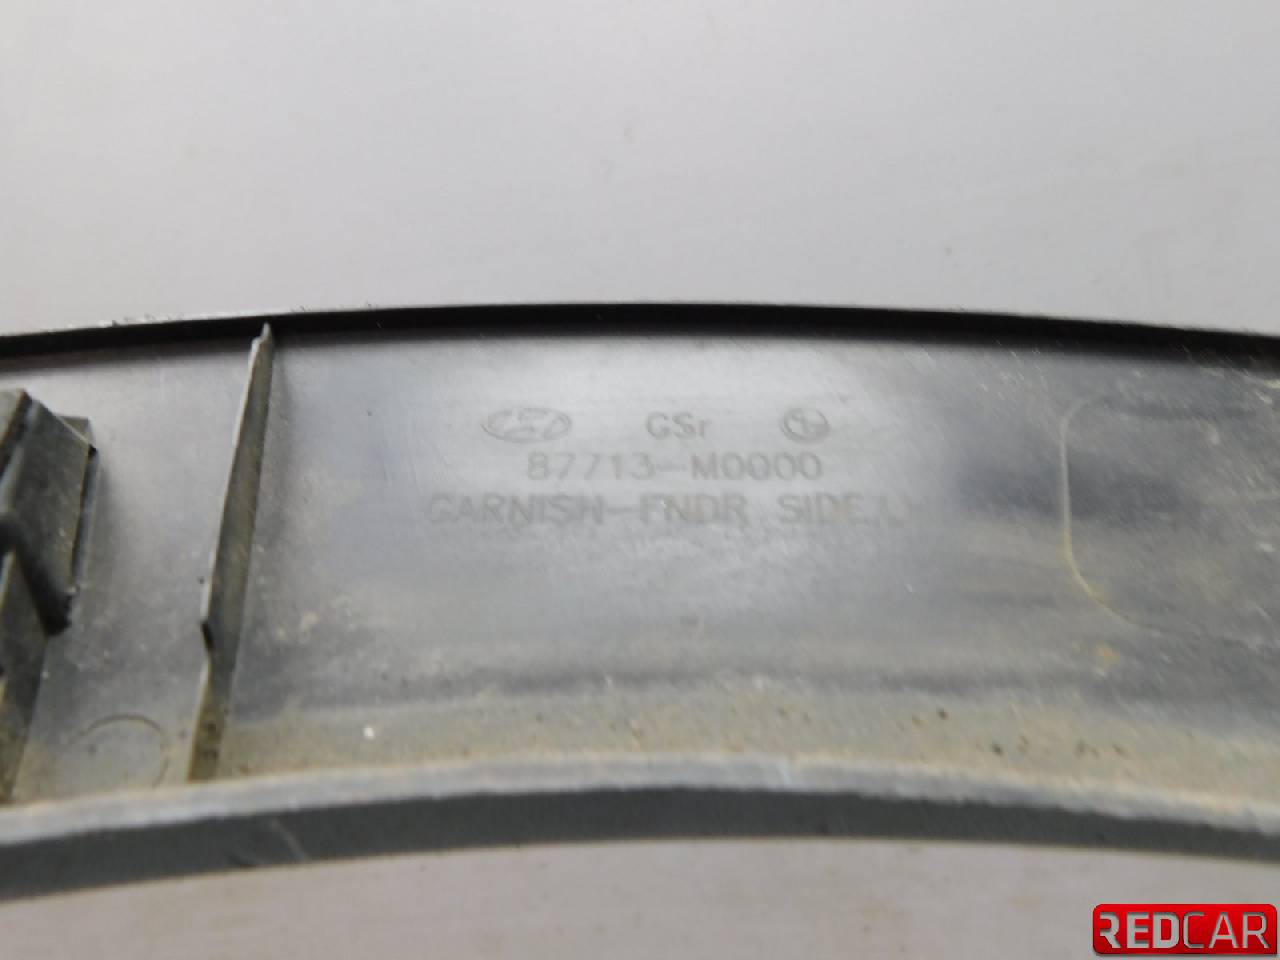 GSr
87713-M0000
GARNISH-FNDR SIDE,L
REDCAR